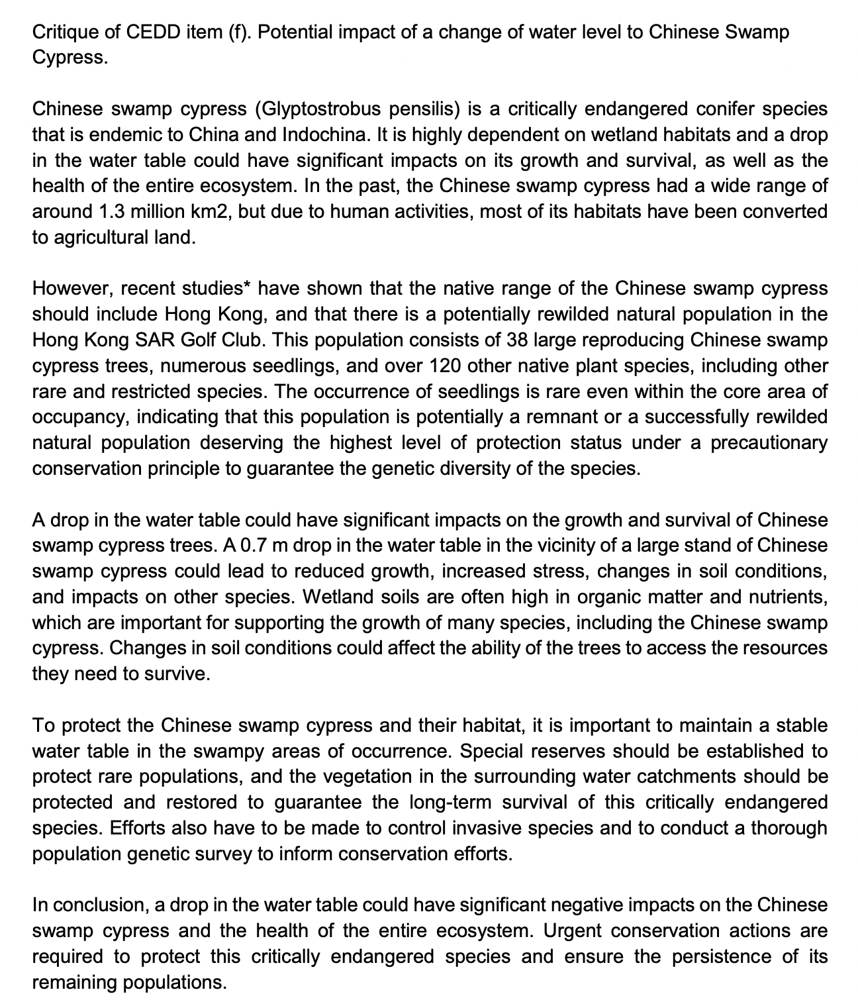 Critique of CEDD item (f). Potential impact of a change of water level to Chinese Swamp
Cypress.
Chinese swamp cypress (Glyptostrobus pensilis) is a critically endangered conifer species
that is endemic to China and Indochina. It is highly dependent on wetland habitats and a drop
in the water table could have significant impacts on its growth and survival, as well as the
health of the entire ecosystem. In the past, the Chinese swamp cypress had a wide range of
around 1.3 million km2, but due to human activities, most of its habitats have been converted
to agricultural land.
However, recent studies* have shown that the native range of the Chinese swamp cypress
should include Hong Kong, and that there is a potentially rewilded natural population in the
Hong Kong SAR Golf Club. This population consists of 38 large reproducing Chinese swamp
cypress trees, numerous seedlings, and over 120 other native plant species, including other
rare and restricted species. The occurrence of seedlings is rare even within the core area of
occupancy, indicating that this population is potentially a remnant or a successfully rewilded
natural population deserving the highest level of protection status under a precautionary
conservation principle to guarantee the genetic diversity of the species.
A drop in the water table could have significant impacts on the growth and survival of Chinese
swamp cypress trees. A 0.7 m drop in the water table in the vicinity of a large stand of Chinese
swamp cypress could lead to reduced growth, increased stress, changes in soil conditions,
and impacts on other species. Wetland soils are often high in organic matter and nutrients,
which are important for supporting the growth of many species, including the Chinese swamp
cypress. Changes in soil conditions could affect the ability of the trees to access the resources
they need to survive.
To protect the Chinese swamp cypress and their habitat, it is important to maintain a stable
water table in the swampy areas of occurrence. Special reserves should be established to
protect rare populations, and the vegetation in the surrounding water catchments should be
protected and restored to guarantee the long-term survival of this critically endangered
species. Efforts also have to be made to control invasive species and to conduct a thorough
population genetic survey to inform conservation efforts.
In conclusion, a drop in the water table could have significant negative impacts on the Chinese
swamp cypress and the health of the entire ecosystem. Urgent conservation actions are
required to protect this critically endangered species and ensure the persistence of its
remaining populations.